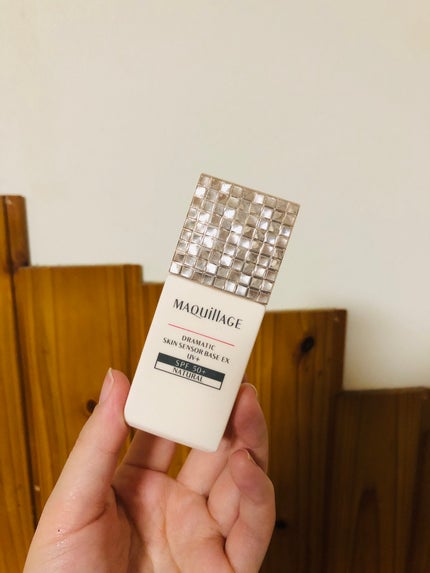 MAQuillAGE
DRAMATIC
SKIN SENSOR BASE EX
UV+
SPF 50+
NATURAL